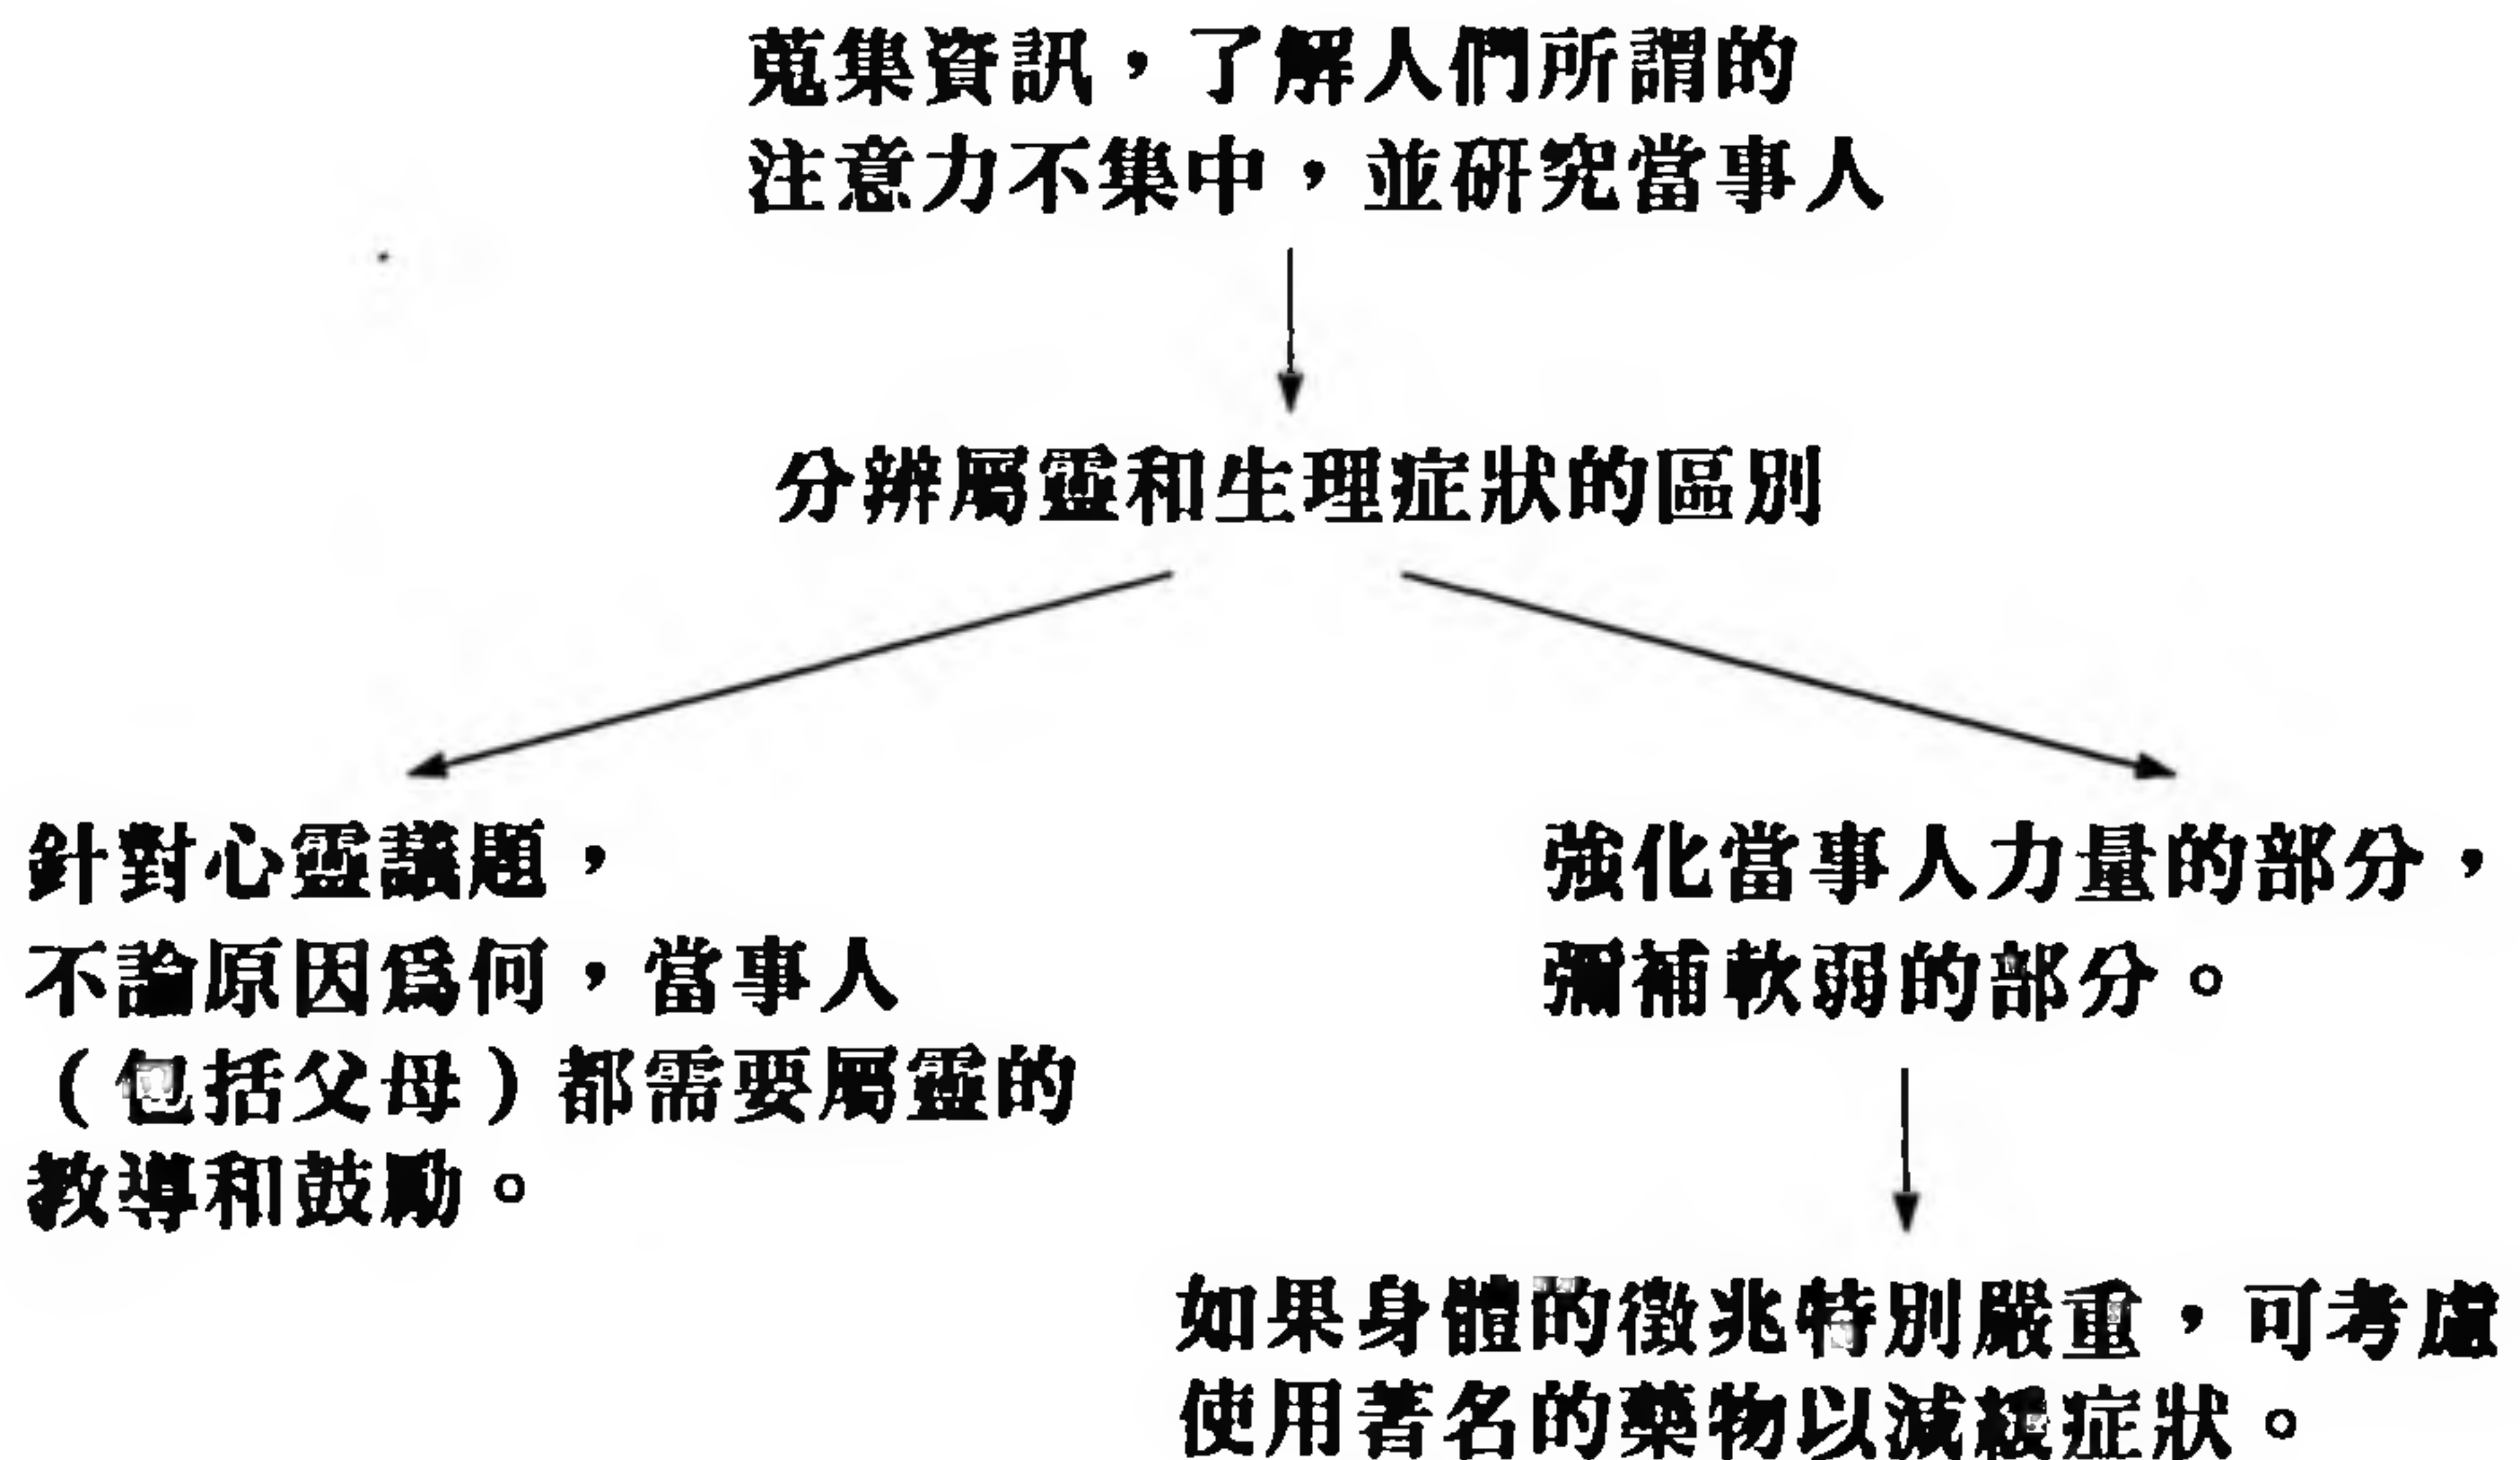 蒐集資訊，了解人們所謂的
注意力不集中，並研究當事人
分辨屬靈和生理症狀的區別
針對心靈議題，
不論原因爲何，當事人
（包括父母）都需要屬靈的
教導和鼓勵。
強化當事人力量的部分，
彌補軟弱的部分。
如果身體的徵兆特別嚴重，可考慮
使用著名的藥物以減緩症狀。